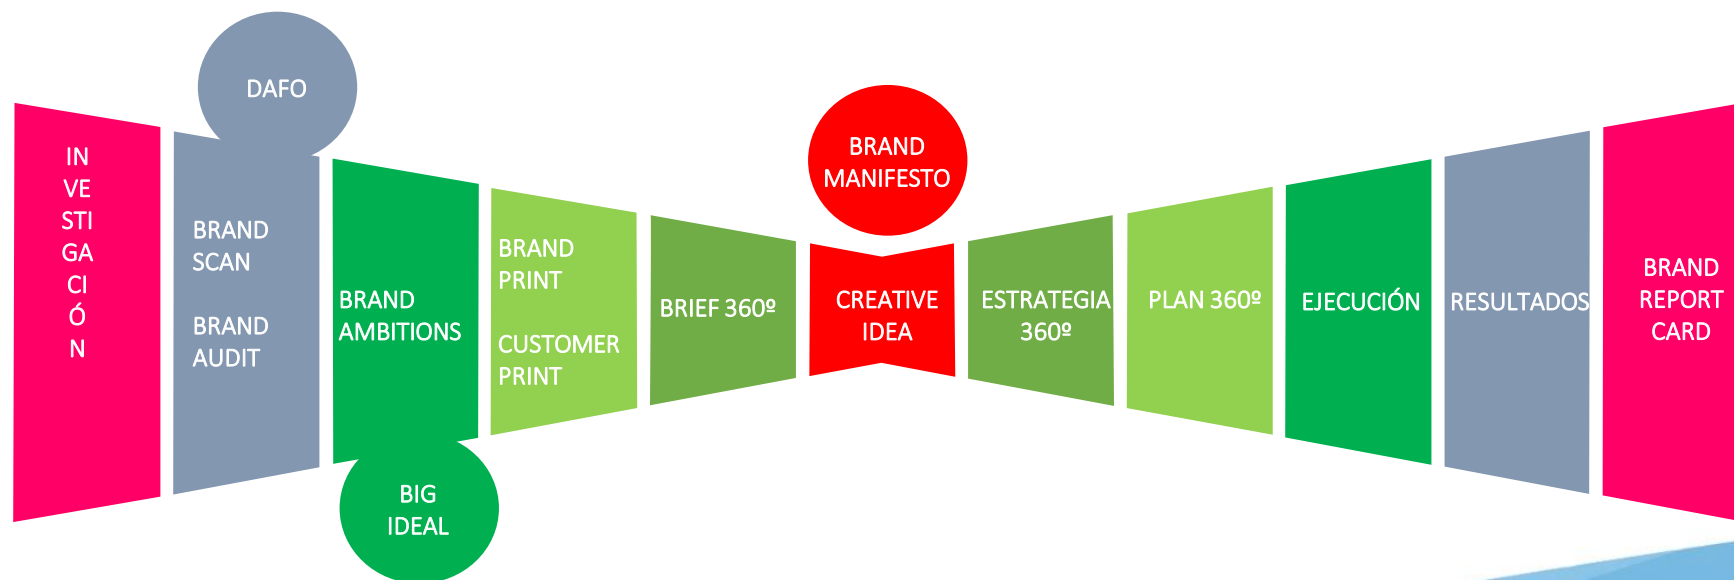 DAFO
IN
VE
STI
GA
CI
Ó
N
BRAND
SCAN
BRAND
AUDIT
BRAND
AMBITIONS
BIG
IDEAL
BRAND
PRINT
CUSTOMER
PRINT
BRIEF 360º
BRAND
MANIFESTO
CREATIVE
IDEA
ESTRATEGIA
360º
PLAN 360º
EJECUCIÓN
RESULTADOS
BRAND
REPORT
CARD